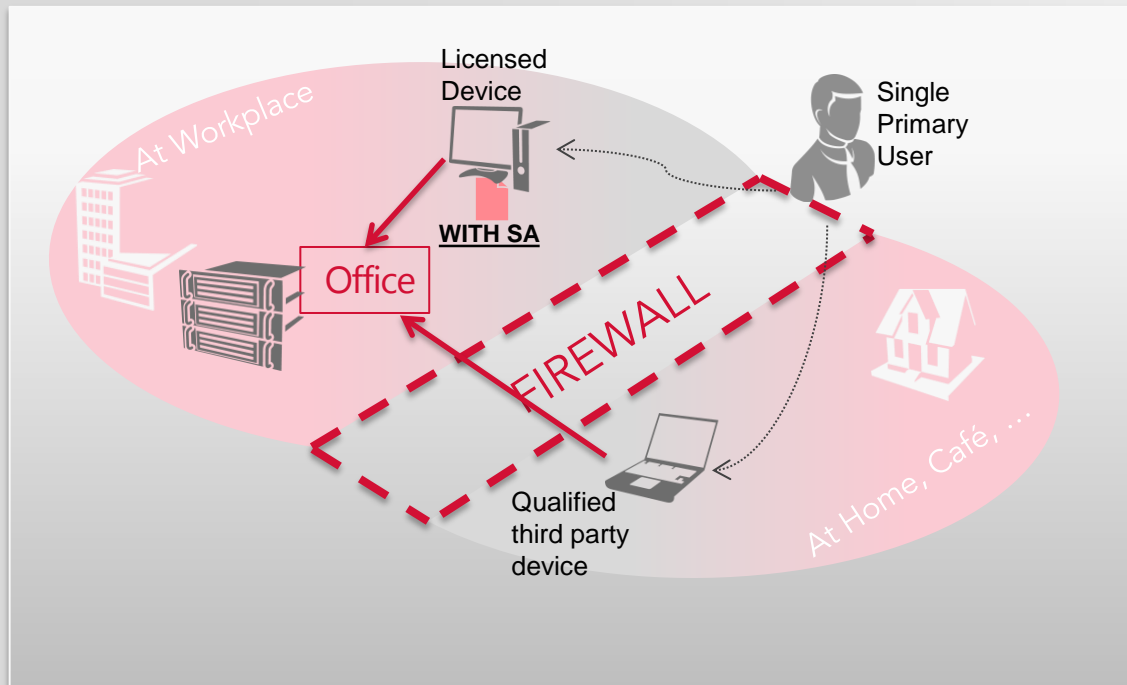 Licensed
Device
At Workplace
Single
Primary
User
WITH SA
Office
FIREWALL
Qualified
third party
device
At Home, Café, ...